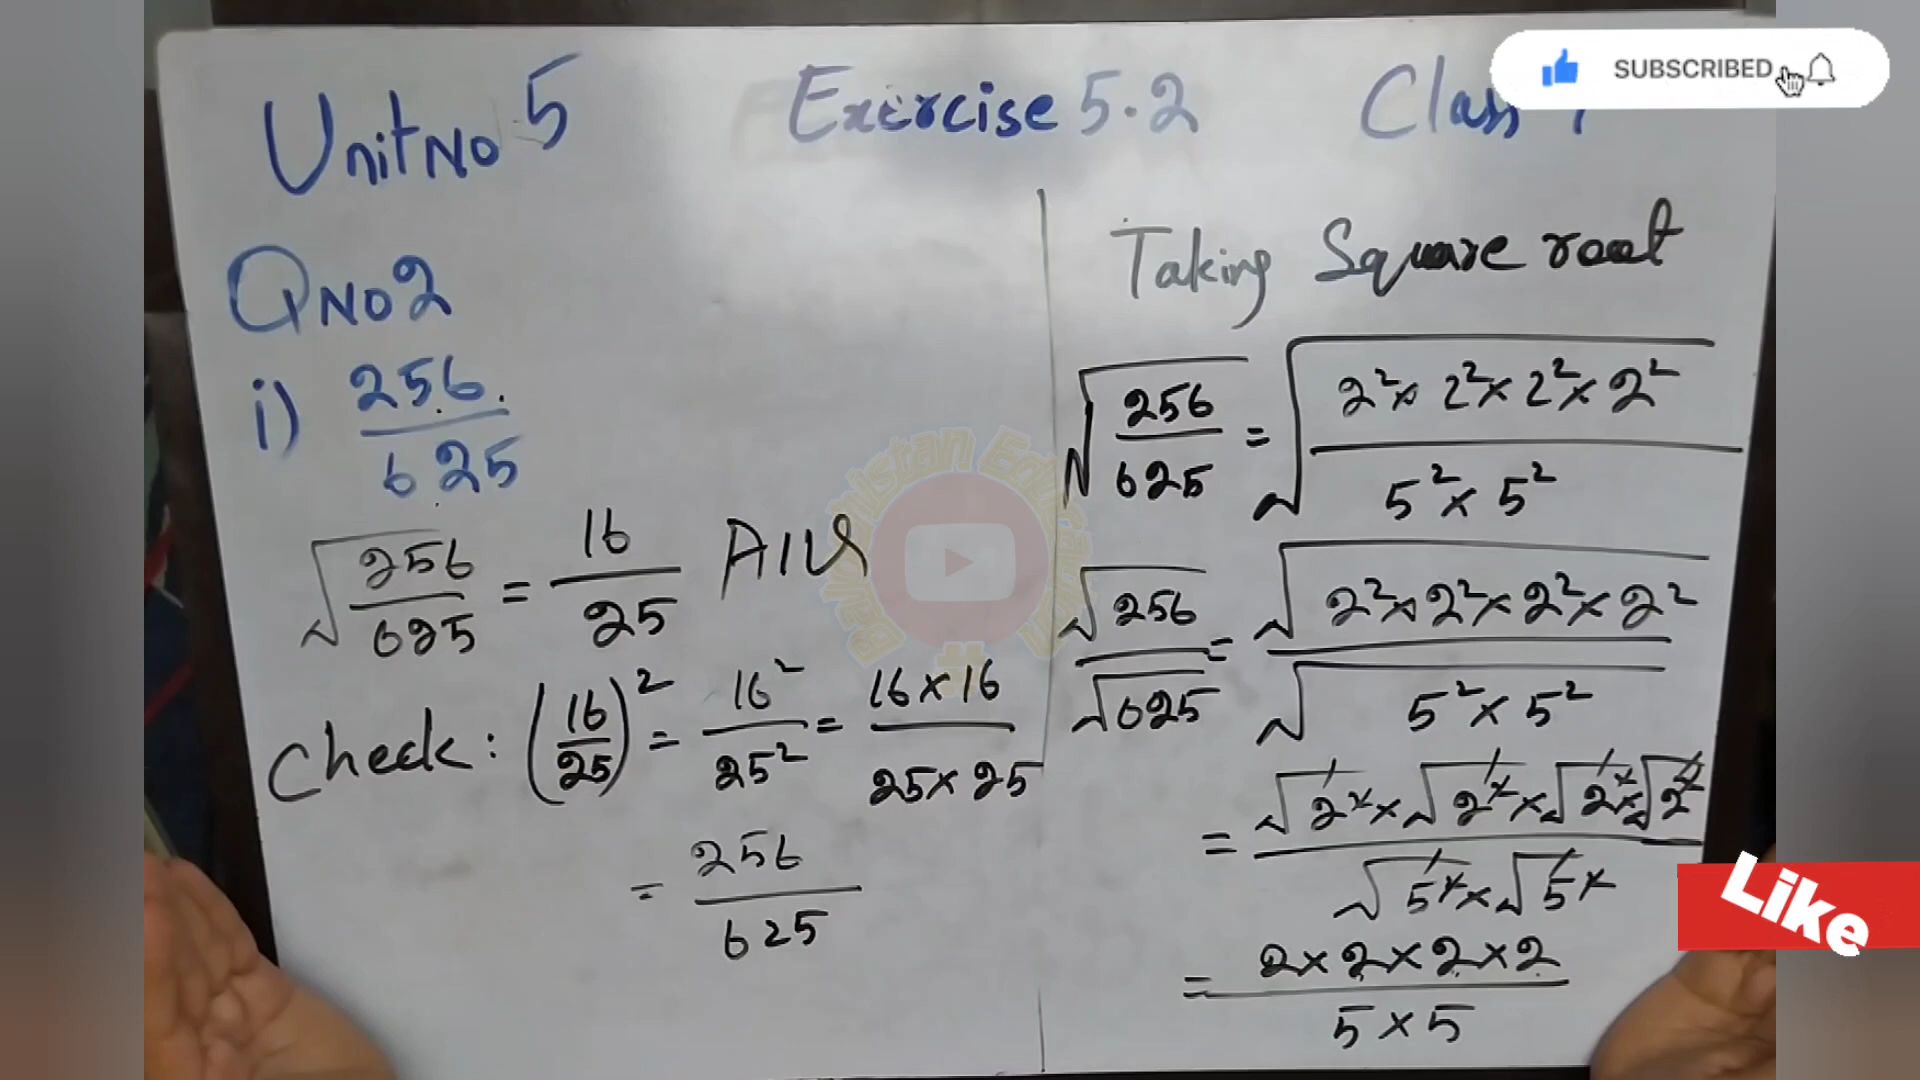 Unit No 5 Exercise 5.2 Class
SUBSCRIBED
Q No 2
i) 256/625
√(256/625) = 16/25 Ans
Check: (16/25)² = 16²/25² = 16×16/25×25
= 256/625
Taking Square root
√(256/625) = √(2²×2²×2²×2²/5²×5²)
√256/√625 = √(2²×2²×2²×2²)/√(5²×5²)
= √2²×√2²×√2²×√2²/√5²×√5²
= 2×2×2×2/5×5
Like